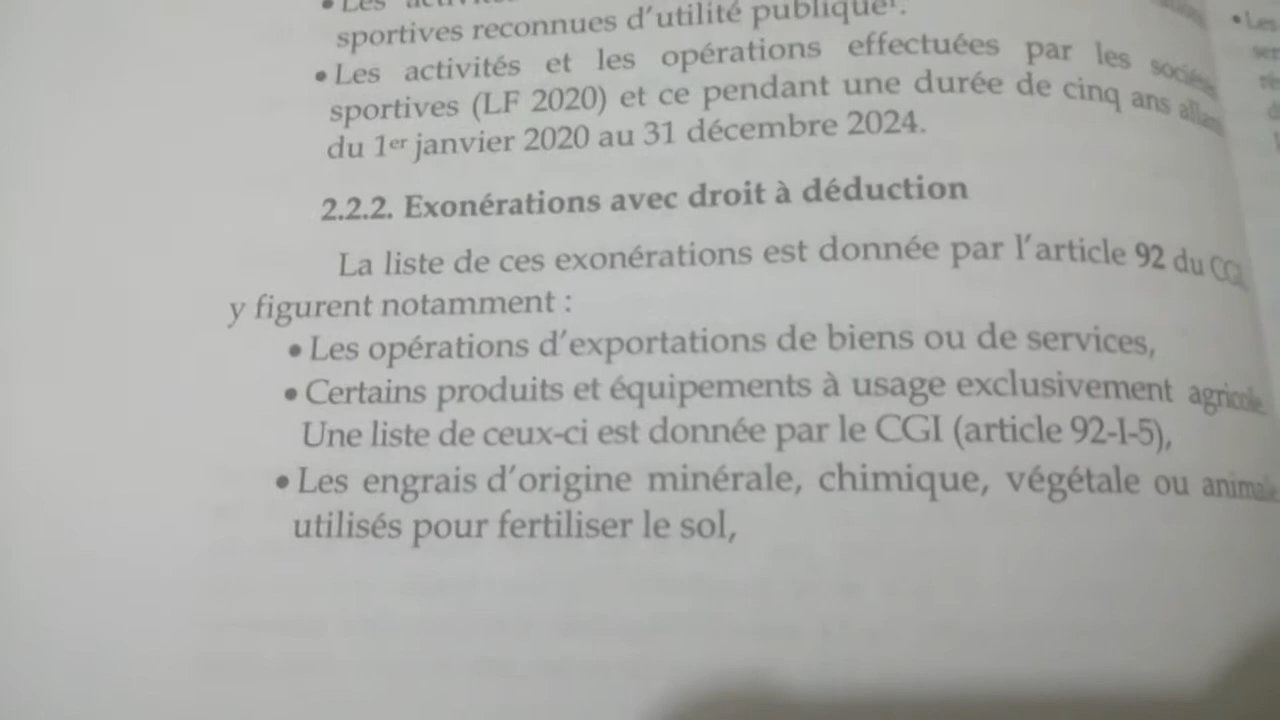 • Les
sportives reconnues d'utilité publique¹.
• Les activités et les opérations effectuées par les sociétés
sportives (LF 2020) et ce pendant une durée de cinq ans allant
du 1er janvier 2020 au 31 décembre 2024.
2.2.2. Exonérations avec droit à déduction
La liste de ces exonérations est donnée par l'article 92 du CGI,
y figurent notamment :
• Les opérations d'exportations de biens ou de services,
• Certains produits et équipements à usage exclusivement agricole.
Une liste de ceux-ci est donnée par le CGI (article 92-I-5),
• Les engrais d'origine minérale, chimique, végétale ou animale
utilisés pour fertiliser le sol,
• Les